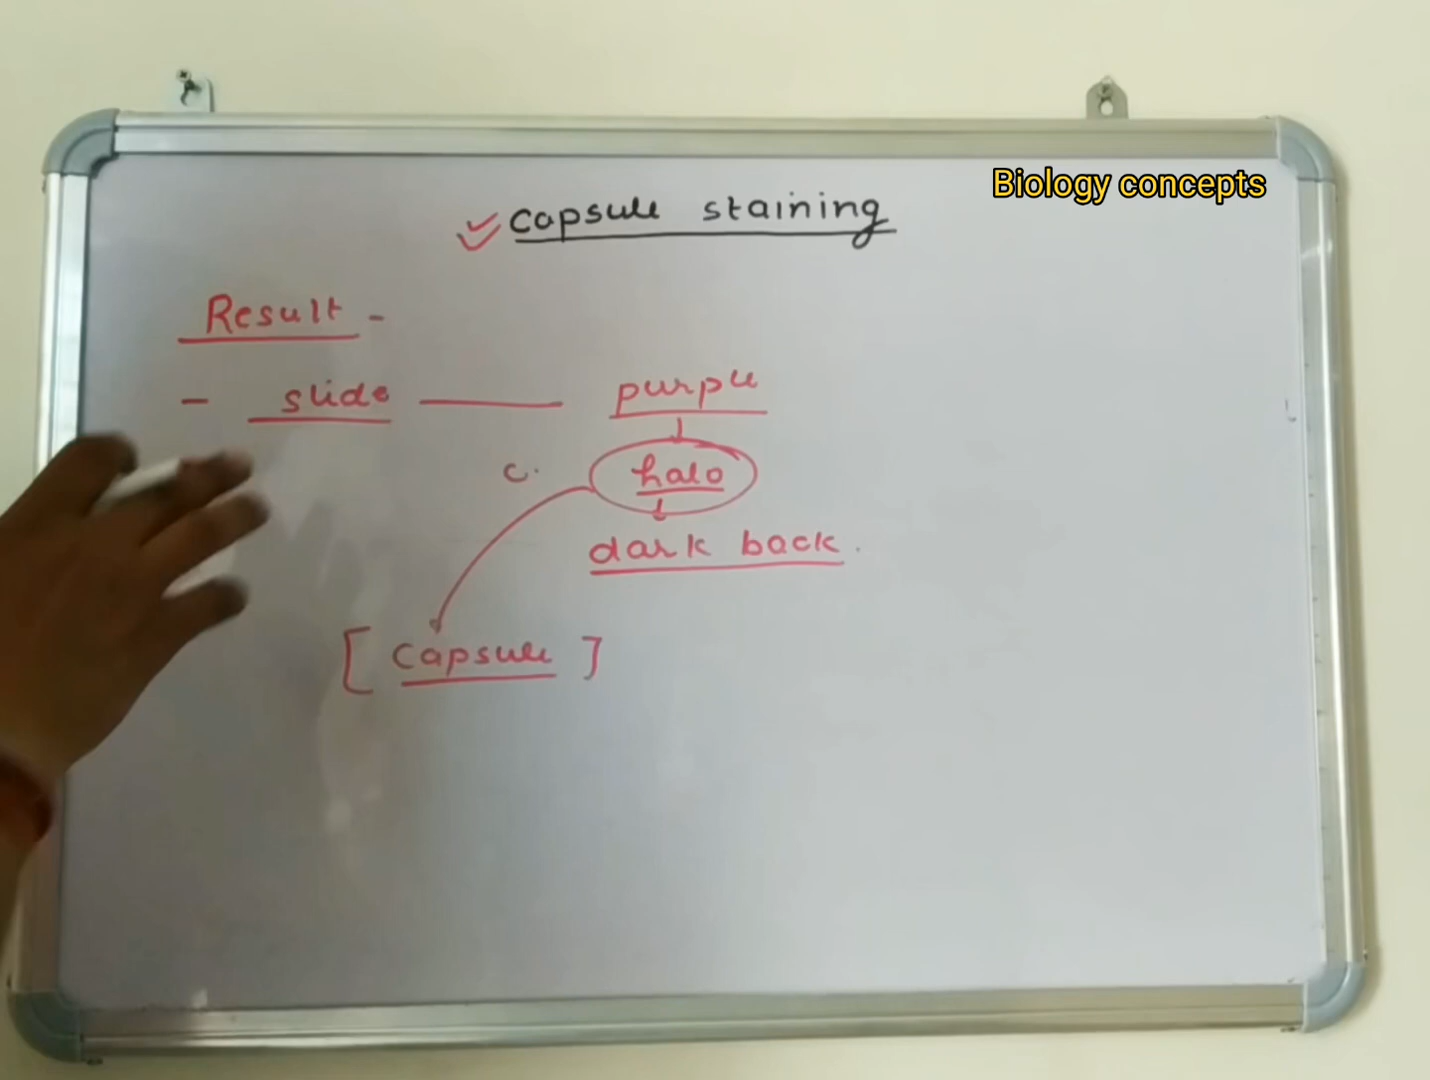 Biology concepts
capsule staining
Result -
- slide — purple
c. halo
dark back.
[ capsule ]